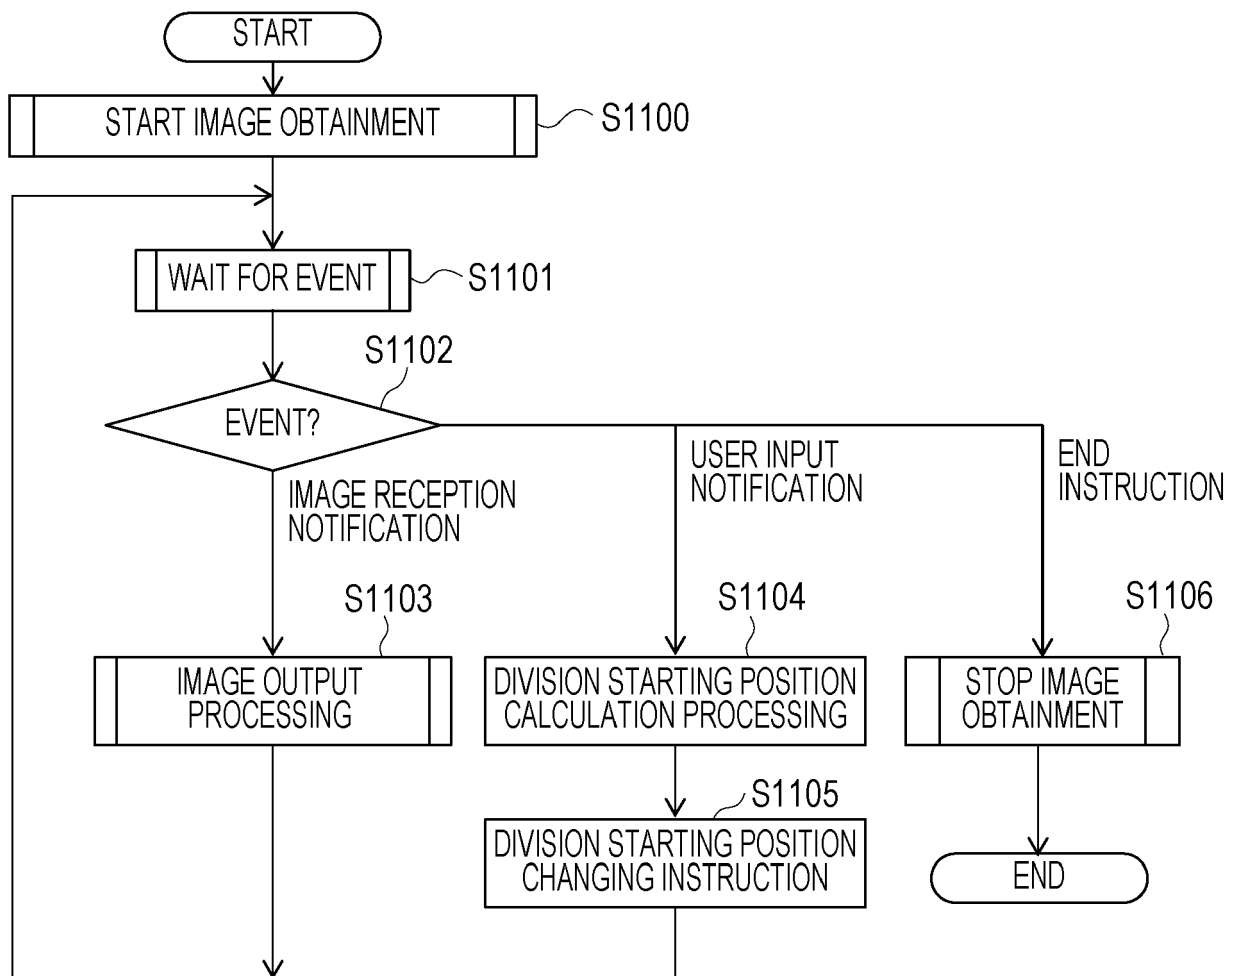 START
START IMAGE OBTAINMENT
S1100
WAIT FOR EVENT
S1101
S1102
EVENT?
IMAGE RECEPTION
NOTIFICATION
USER INPUT
NOTIFICATION
END
INSTRUCTION
S1103
IMAGE OUTPUT
PROCESSING
S1104
DIVISION STARTING POSITION
CALCULATION PROCESSING
S1106
STOP IMAGE
OBTAINMENT
S1105
DIVISION STARTING POSITION
CHANGING INSTRUCTION
END